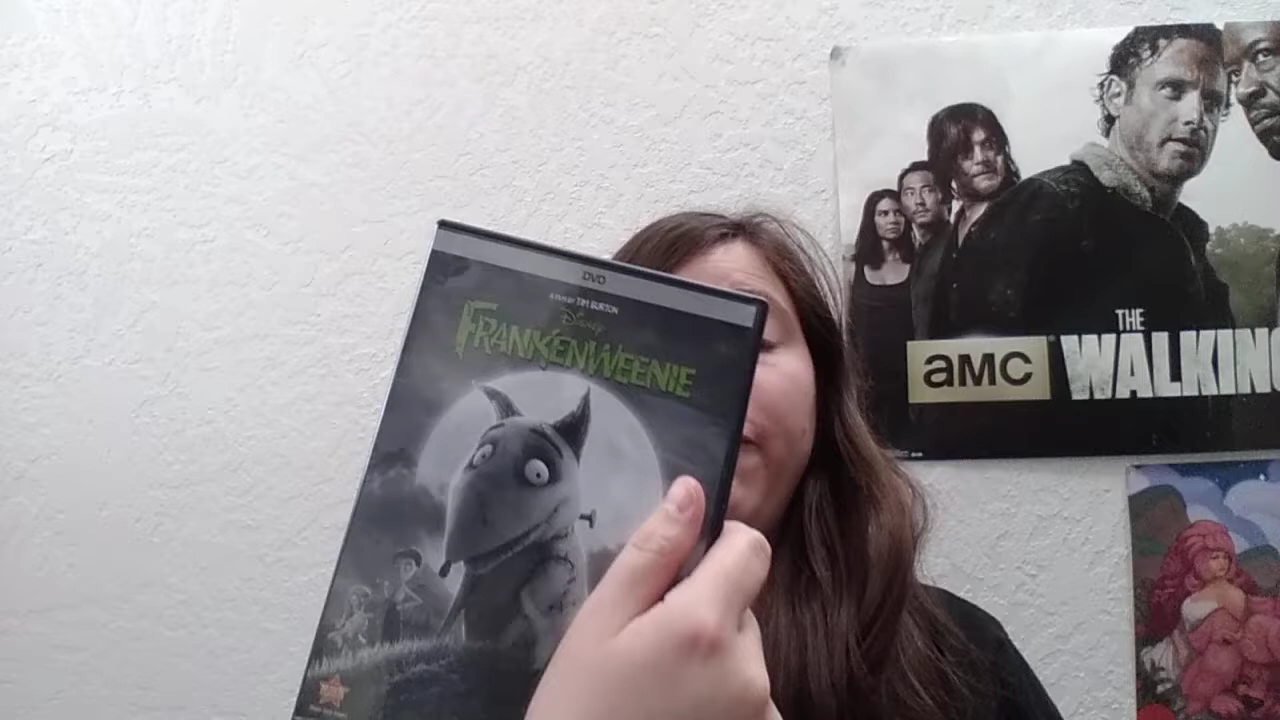 DVD
A FILM BY TIM BURTON
Disney
FRANKENWEENIE
THE
amc WALKING